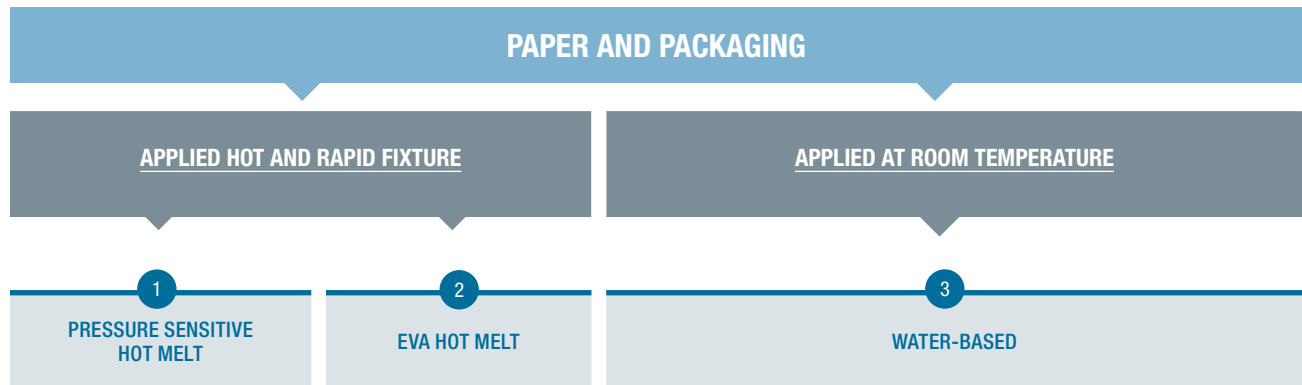 PAPER AND PACKAGING
APPLIED HOT AND RAPID FIXTURE
APPLIED AT ROOM TEMPERATURE
1
2
3
PRESSURE SENSITIVE
HOT MELT
EVA HOT MELT
WATER-BASED